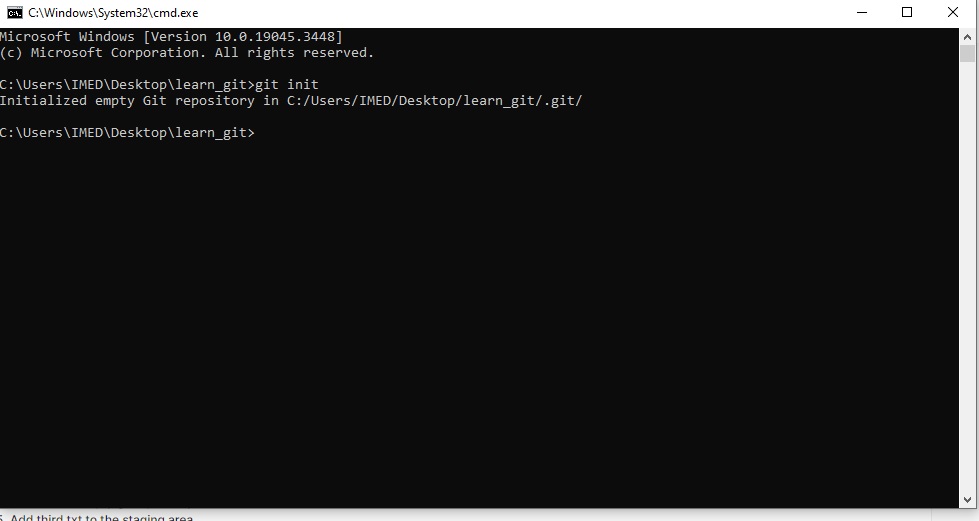 C:\Windows\System32\cmd.exe
Microsoft Windows [Version 10.0.19045.3448]
(c) Microsoft Corporation. All rights reserved.
C:\Users\IMED\Desktop\learn_git>git init
Initialized empty Git repository in C:/Users/IMED/Desktop/learn_git/.git/
C:\Users\IMED\Desktop\learn_git>
Add third.txt to the staging area